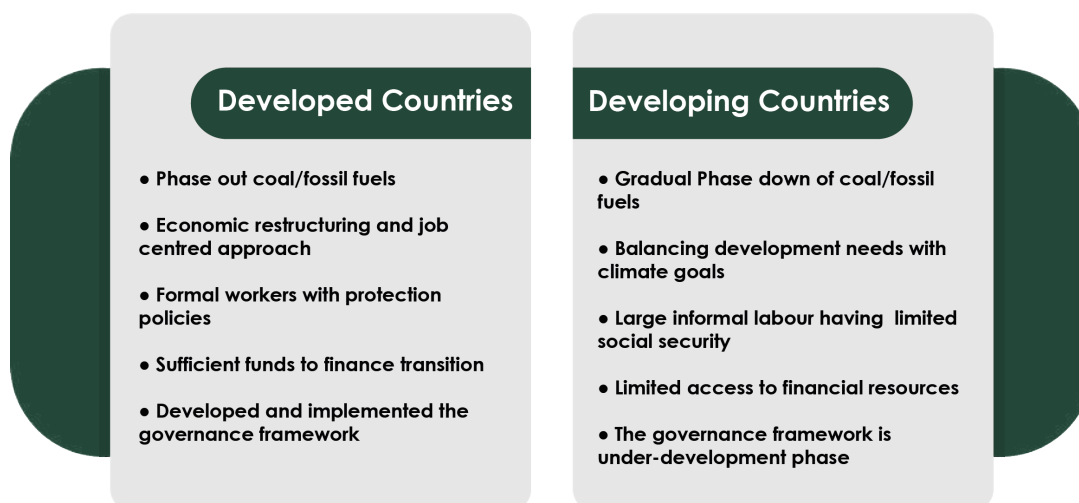 Developed Countries
● Phase out coal/fossil fuels
● Economic restructuring and job
centred approach
● Formal workers with protection
policies
● Sufficient funds to finance transition
● Developed and implemented the
governance framework
Developing Countries
● Gradual Phase down of coal/fossil
fuels
● Balancing development needs with
climate goals
● Large informal labour having  limited
social security
● Limited access to financial resources
● The governance framework is
under-development phase